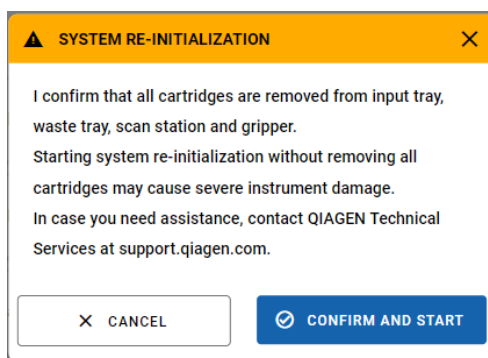 SYSTEM RE-INITIALIZATION
I confirm that all cartridges are removed from input tray,
waste tray, scan station and gripper.
Starting system re-initialization without removing all
cartridges may cause severe instrument damage.
In case you need assistance, contact QIAGEN Technical
Services at support.qiagen.com.
CANCEL
CONFIRM AND START